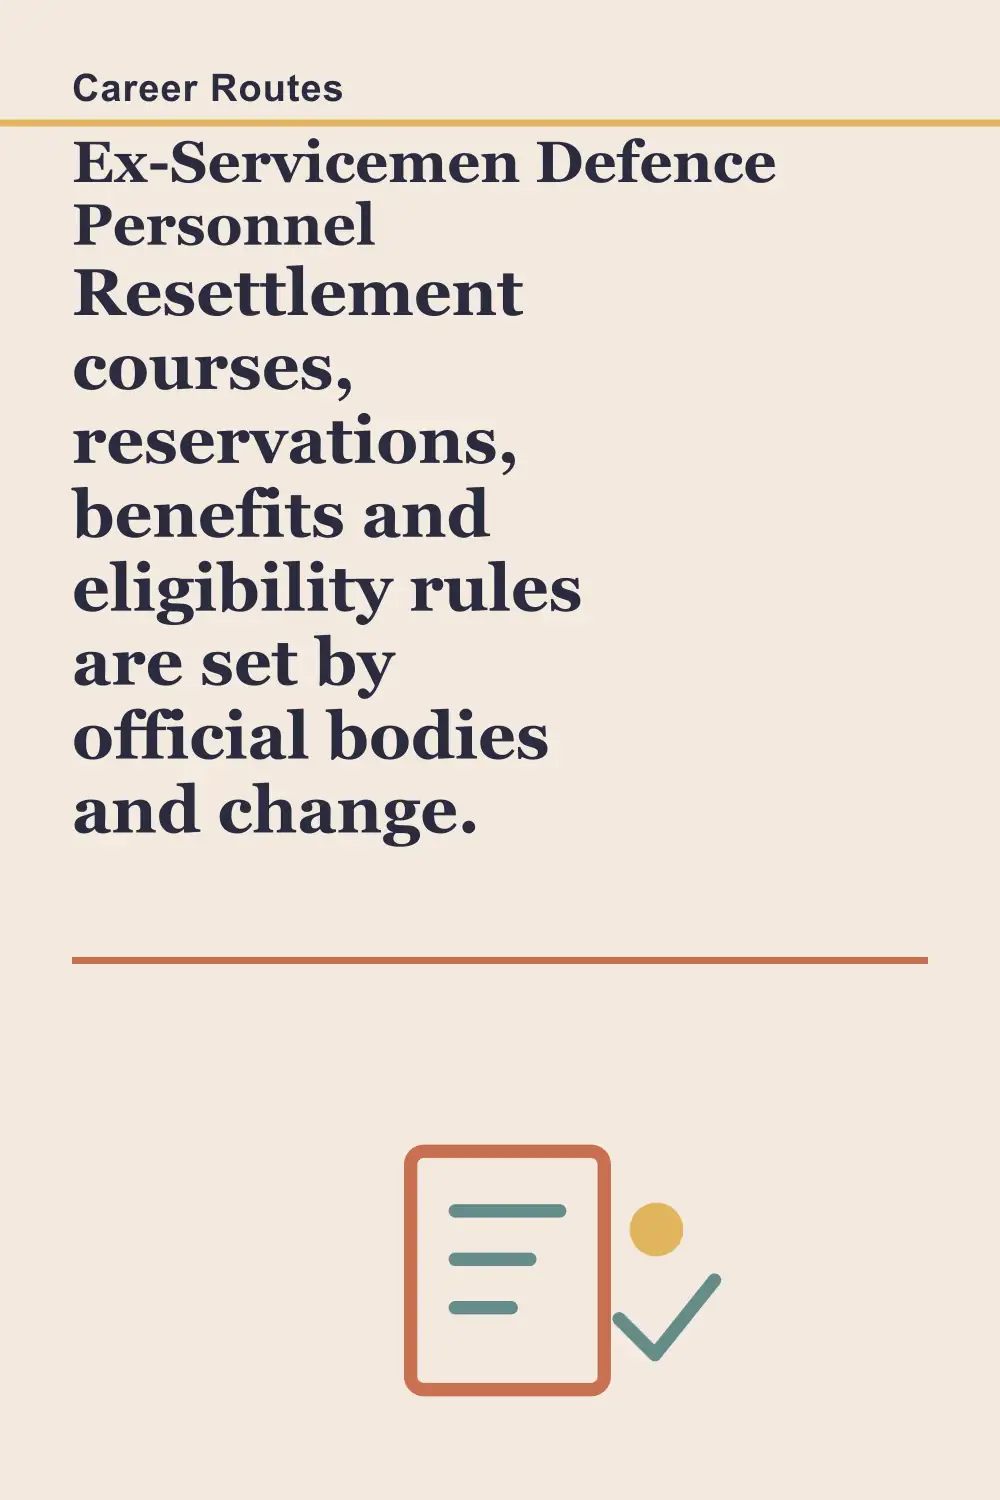 Career Routes
Ex-Servicemen Defence
Personnel
Resettlement
courses,
reservations,
benefits and
eligibility rules
are set by
official bodies
and change.